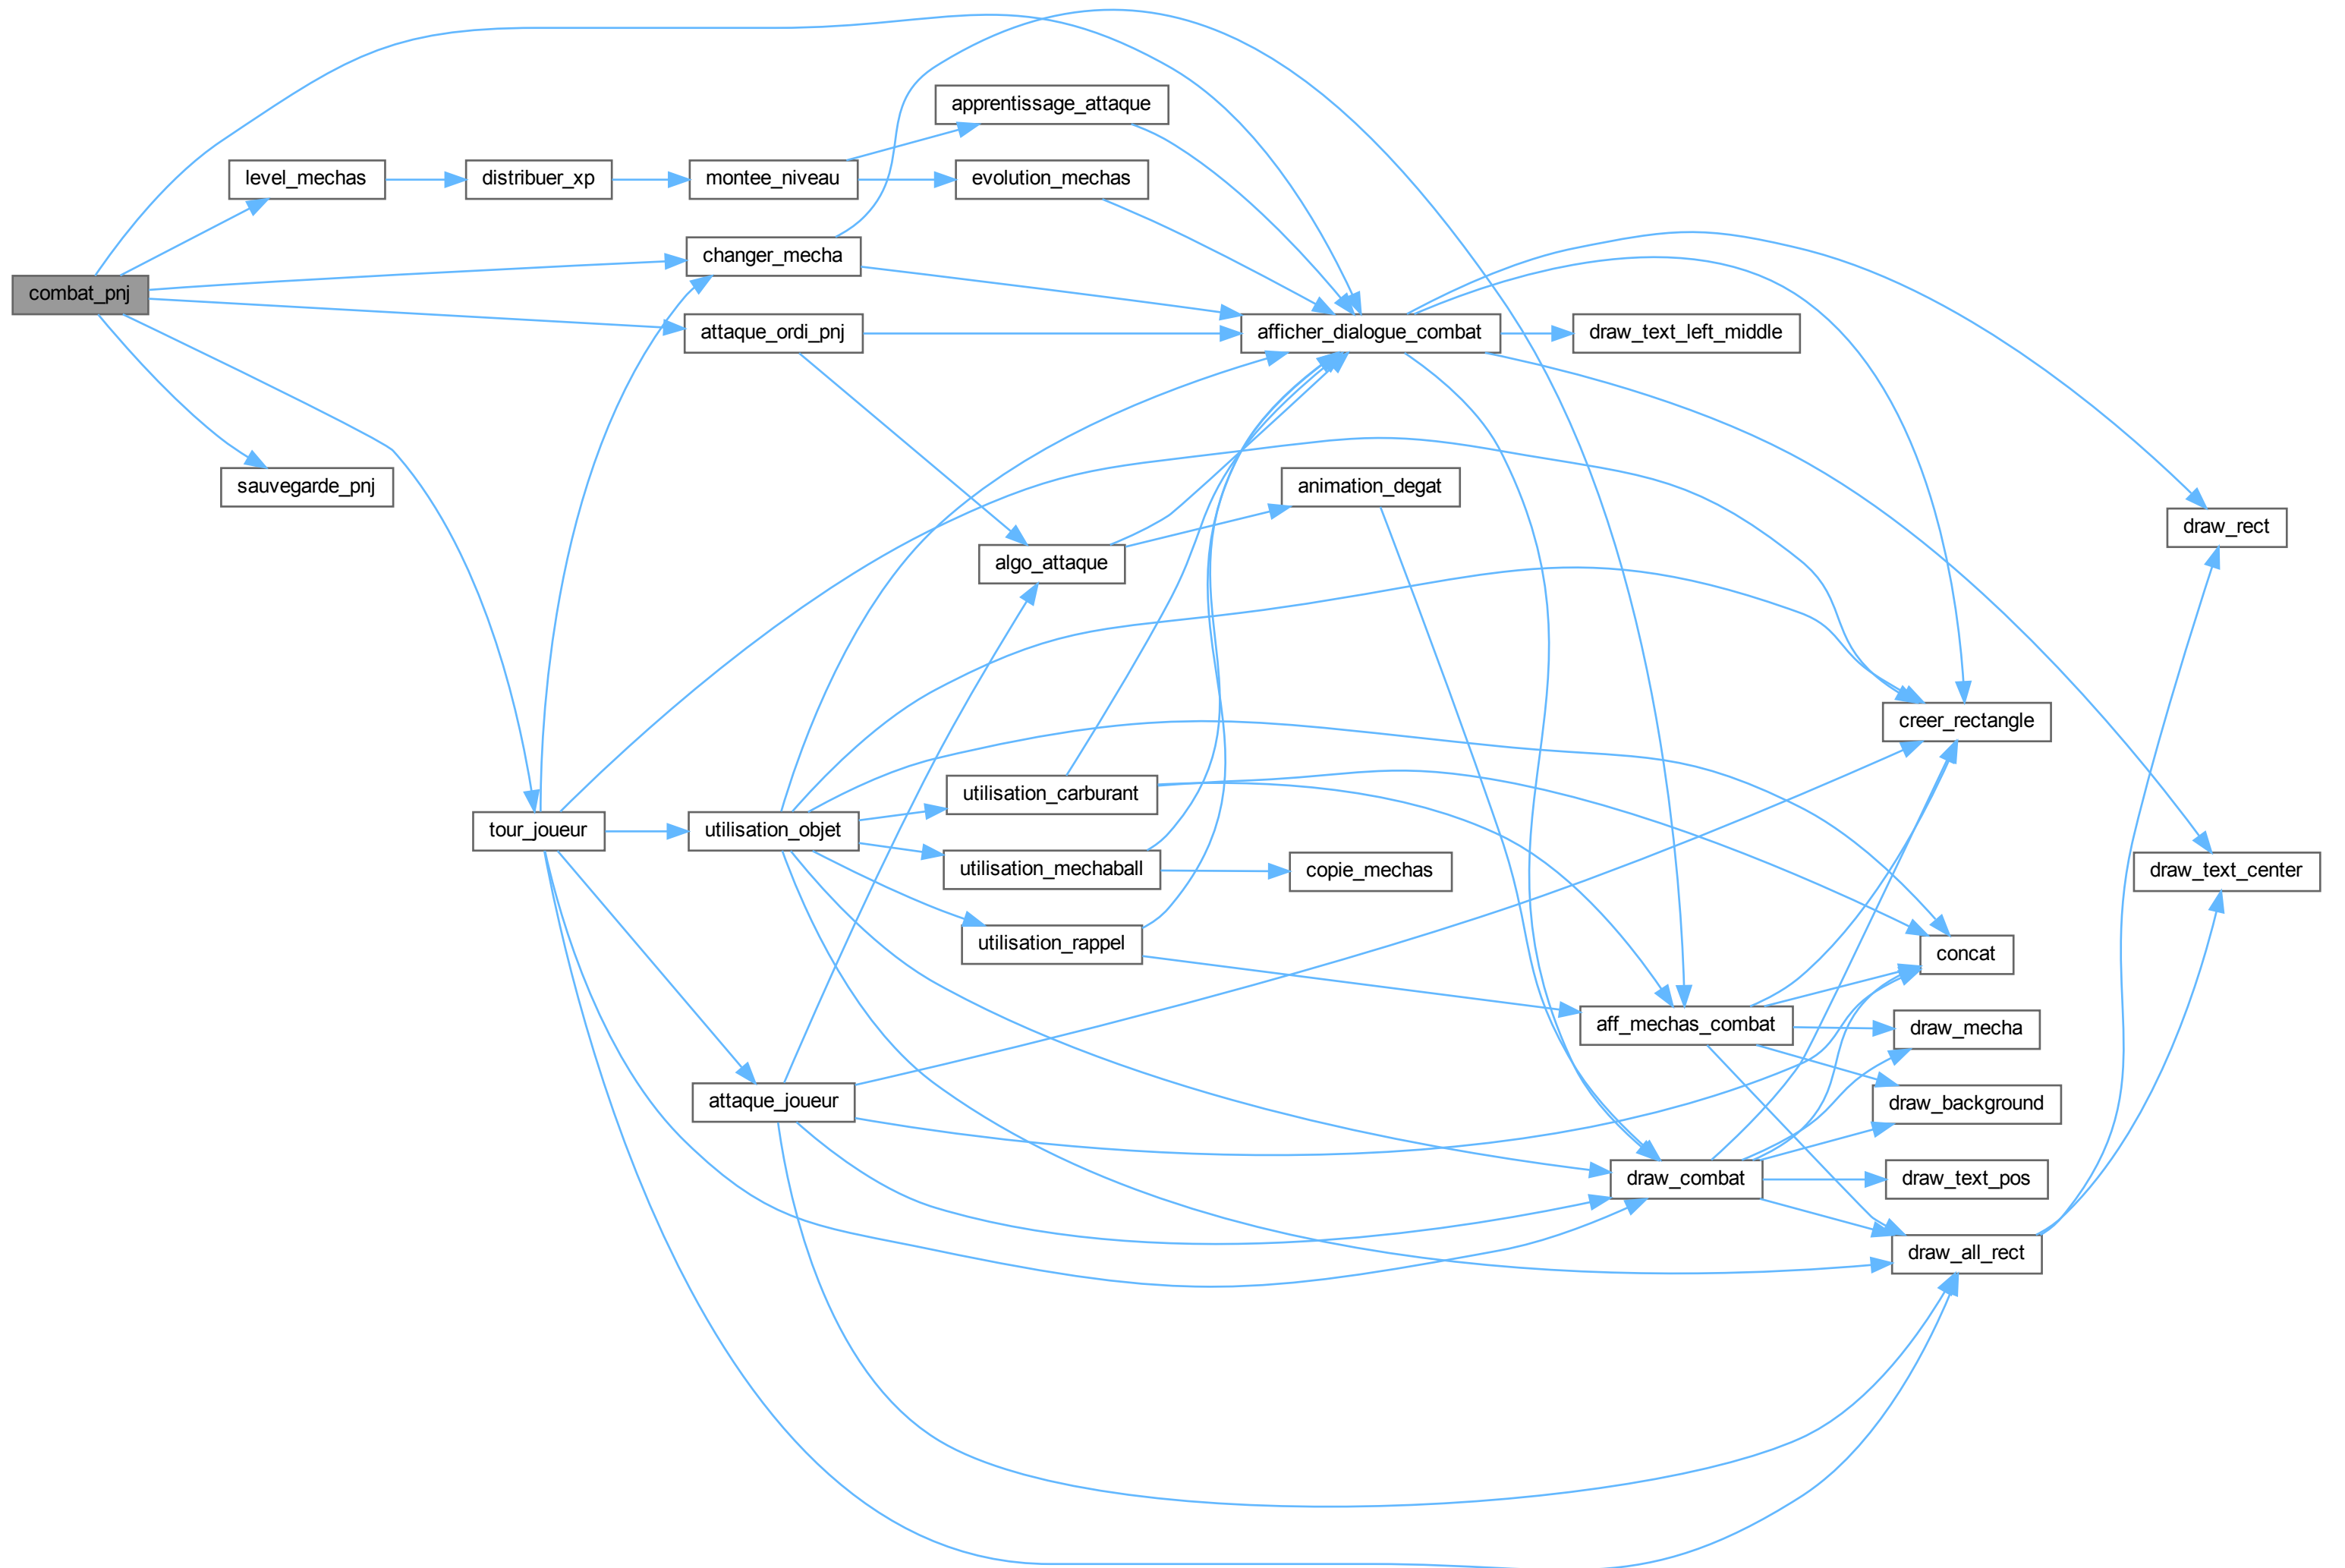 apprentissage_attaque
level_mechas
distribuer_xp
montee_niveau
evolution_mechas
changer_mecha
combat_pnj
attaque_ordi_pnj
afficher_dialogue_combat
draw_text_left_middle
sauvegarde_pnj
animation_degat
draw_rect
algo_attaque
creer_rectangle
utilisation_carburant
tour_joueur
utilisation_objet
utilisation_mechaball
copie_mechas
draw_text_center
utilisation_rappel
concat
aff_mechas_combat
draw_mecha
attaque_joueur
draw_background
draw_combat
draw_text_pos
draw_all_rect